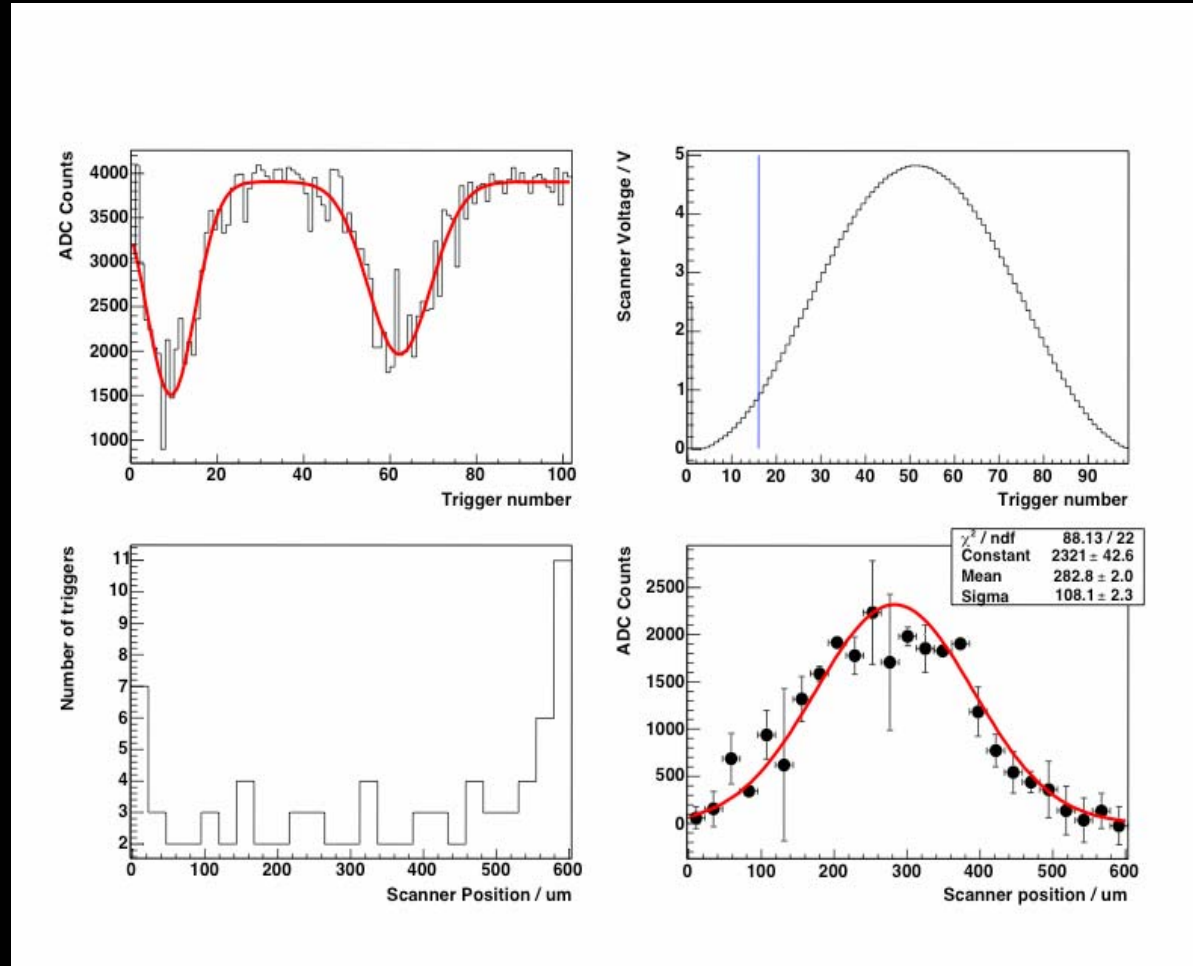 ADC Counts
4000
3500
3000
2500
2000
1500
1000
0 20 40 60 80 100
Trigger number
Scanner Voltage / V
5
4
3
2
1
0
0 10 20 30 40 50 60 70 80 90
Trigger number
Number of triggers
11
10
9
8
7
6
5
4
3
2
0 100 200 300 400 500 600
Scanner Position / um
χ² / ndf 88.13 / 22
Constant 2321 ± 42.6
Mean 282.8 ± 2.0
Sigma 108.1 ± 2.3
ADC Counts
2500
2000
1500
1000
500
0
0 100 200 300 400 500 600
Scanner position / um